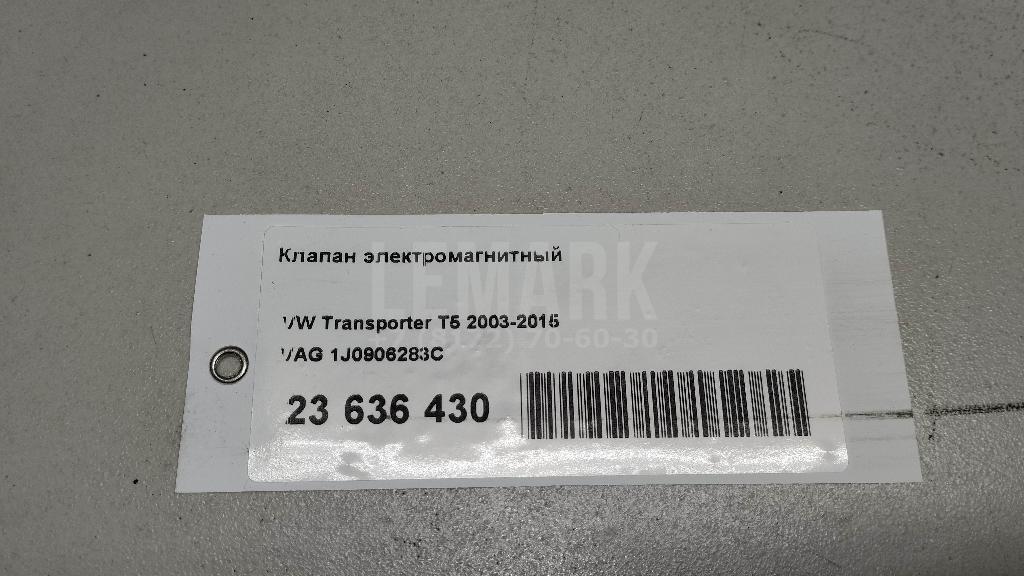 Клапан электромагнитный
LEMARK
VW Transporter T5 2003-2015
VAG 1J0906283C
23 636 430